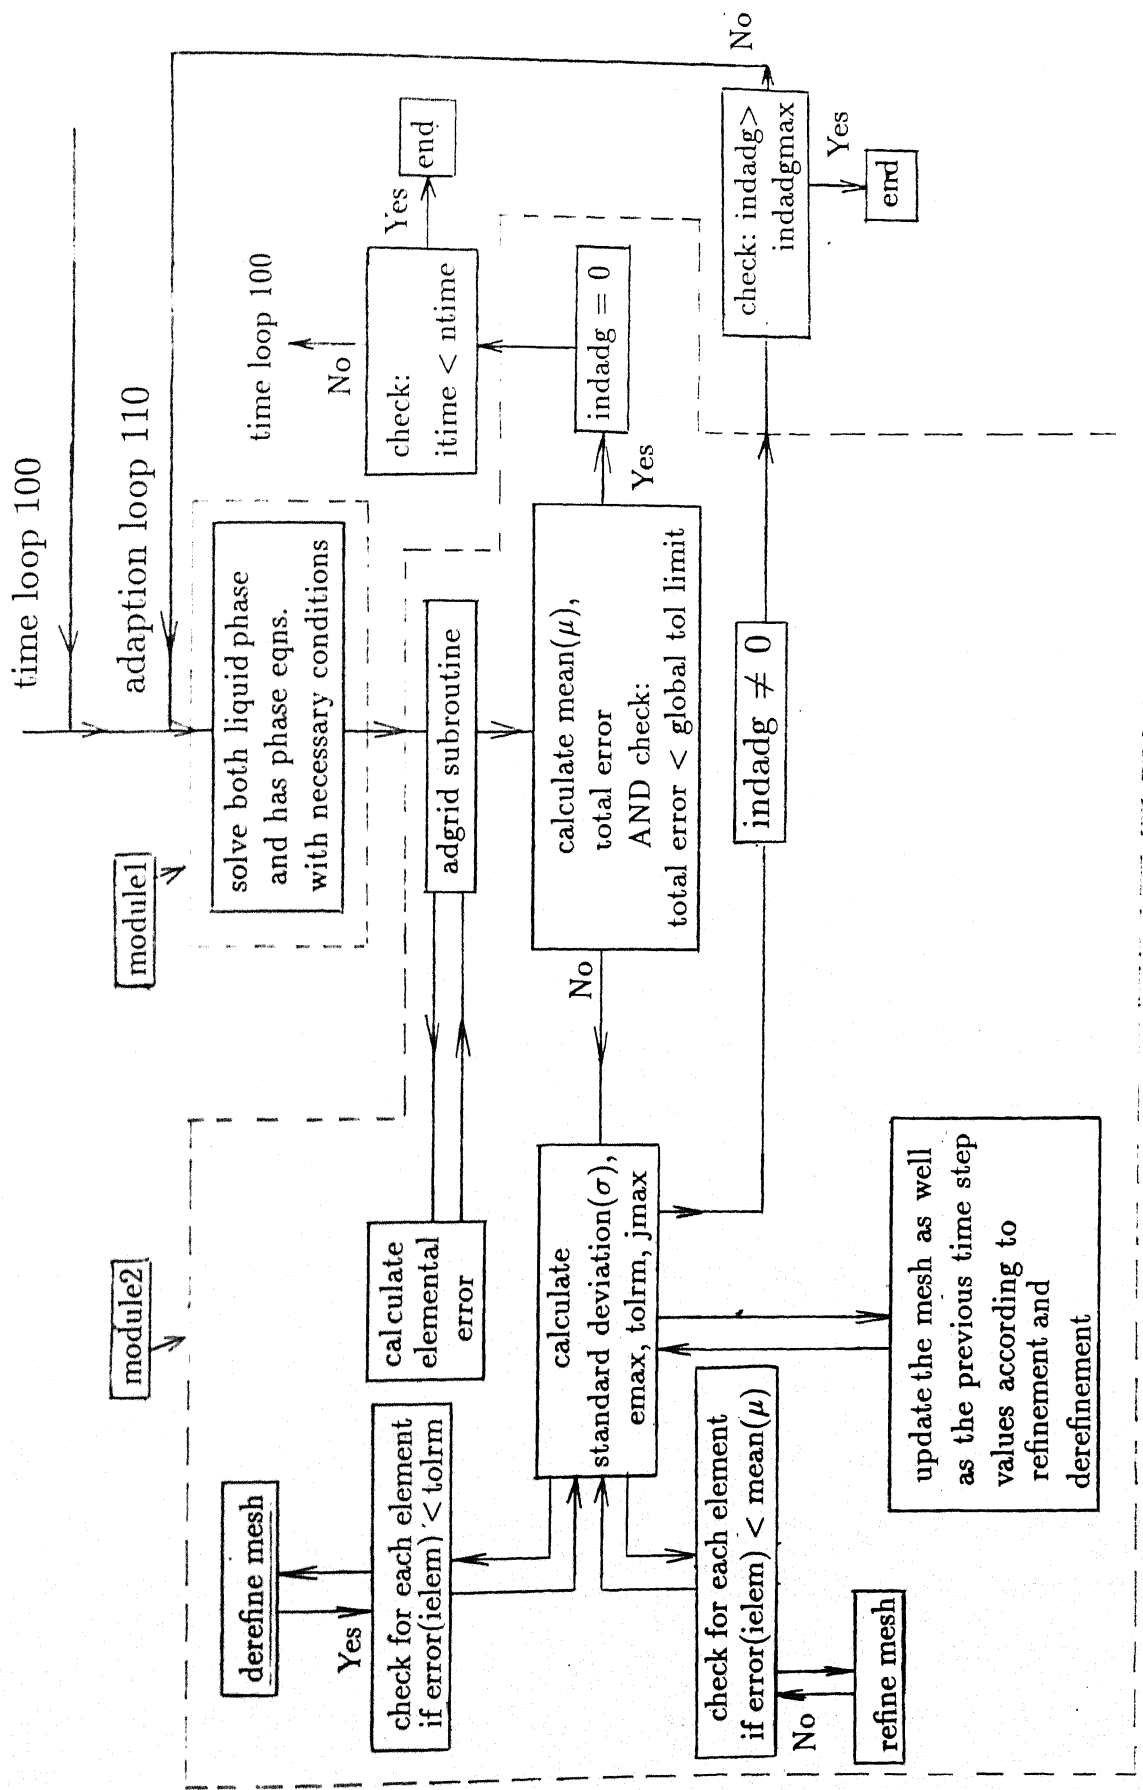 time loop 100
adaption loop 110
module1
solve both liquid phase
and has phase eqns.
with necessary conditions
time loop 100
No
check:
itime < ntime
Yes
end
module2
adgrid subroutine
calculate
elemental
error
calculate mean(μ),
total error
AND check:
total error < global tol limit
Yes
indadg = 0
No
calculate
standard deviation(σ),
emax, tolrm, jmax
derefine mesh
Yes
check for each element
if error(ielem) < tolrm
check for each element
if error(ielem) < mean(μ)
No
refine mesh
update the mesh as well
as the previous time step
values according to
refinement and
derefinement
indadg ≠ 0
check: indadg>
indadgmax
No
Yes
end